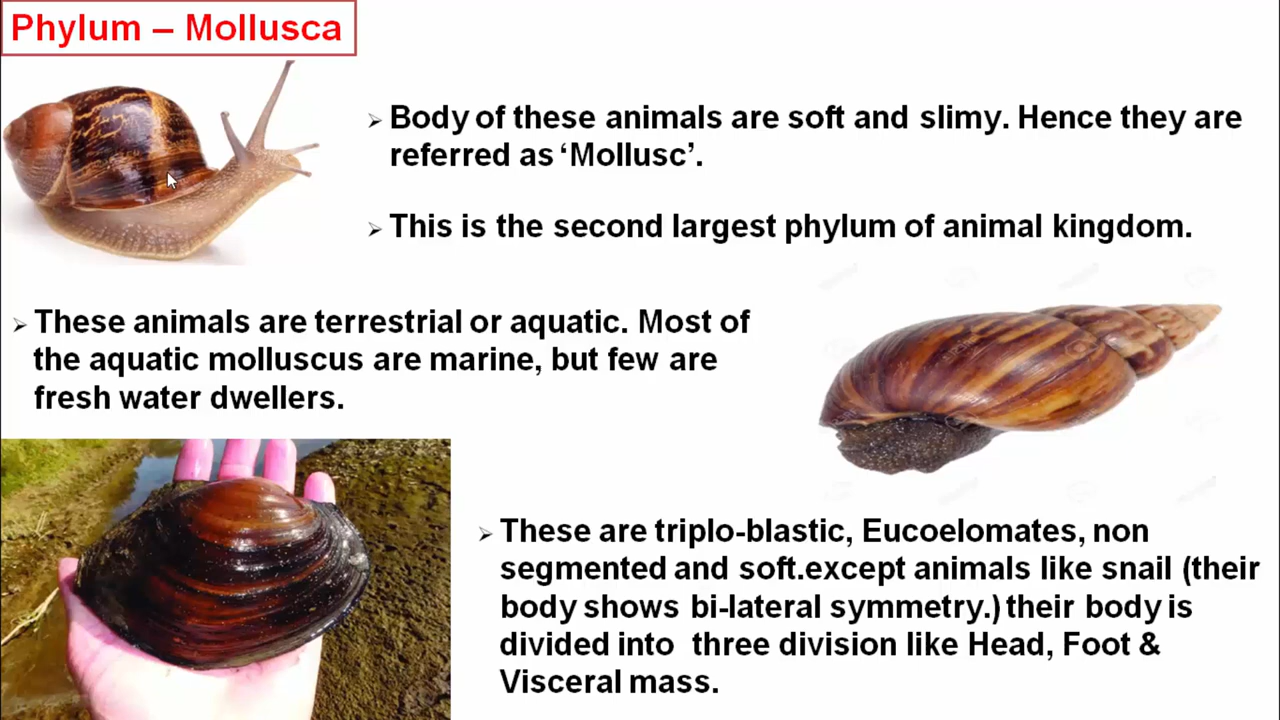 Phylum – Mollusca
Body of these animals are soft and slimy. Hence they are
referred as ‘Mollusc’.
This is the second largest phylum of animal kingdom.
These animals are terrestrial or aquatic. Most of
the aquatic molluscus are marine, but few are
fresh water dwellers.
These are triplo-blastic, Eucoelomates, non
segmented and soft.except animals like snail (their
body shows bi-lateral symmetry.) their body is
divided into three division like Head, Foot &
Visceral mass.